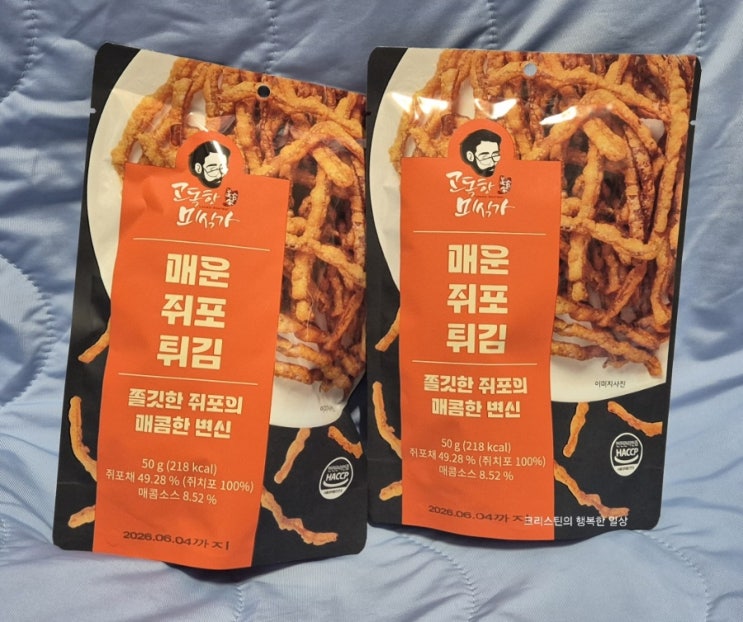 고독한
미식가
매운
쥐포
튀김
쫄깃한 쥐포의
매콤한 변신
50 g (218 kcal)
쥐포채 49.28 % (쥐치포 100%)
매콤소스 8.52 %
2026.06.04까지
HACCP
고독한
미식가
매운
쥐포
튀김
쫄깃한 쥐포의
매콤한 변신
50 g (218 kcal)
쥐포채 49.28 % (쥐치포 100%)
매콤소스 8.52 %
2026.06.04까지
이미지사진
HACCP
크리스틴의 행복한 일상